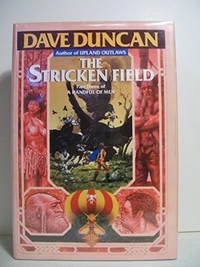 DAVE DUNCAN
Author of UPLAND OUTLAWS
THE
STRICKEN FIELD
Part Three of
A HANDFUL OF MEN